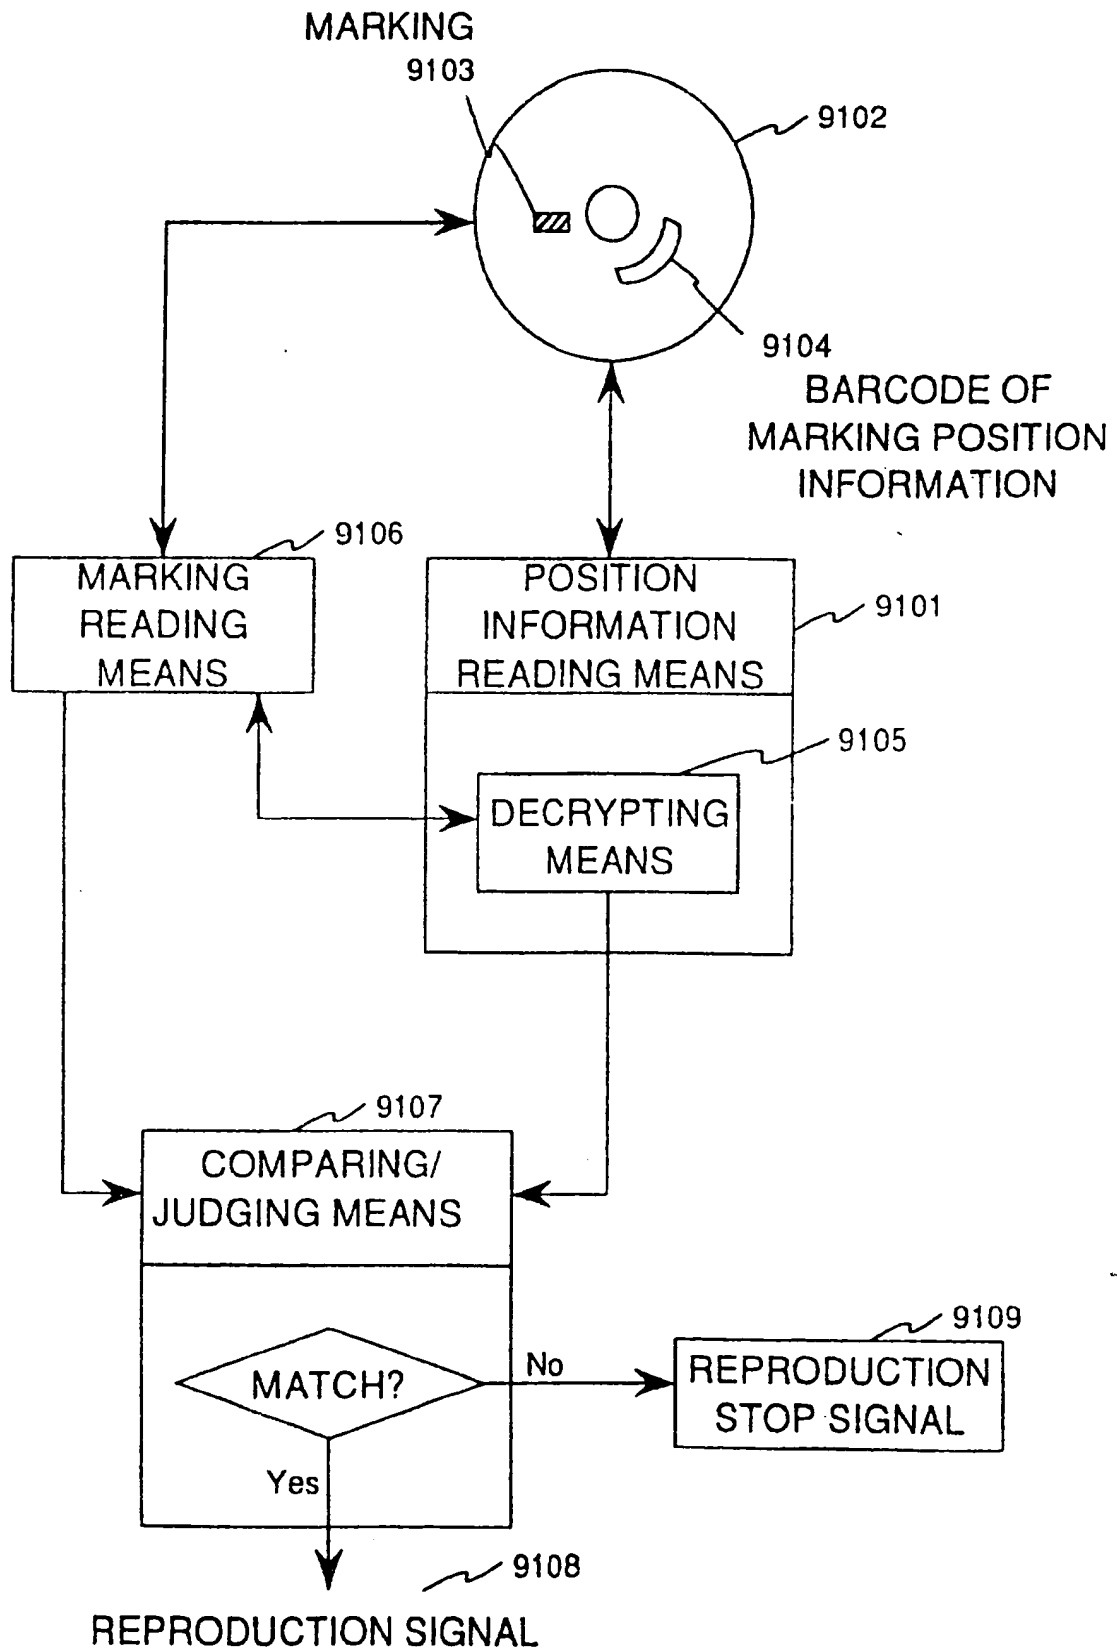 MARKING
9103
9102
9104
BARCODE OF
MARKING POSITION
INFORMATION
9106
MARKING
READING
MEANS
POSITION
INFORMATION
READING MEANS
9101
9105
DECRYPTING
MEANS
9107
COMPARING/
JUDGING MEANS
MATCH?
No
Yes
9109
REPRODUCTION
STOP SIGNAL
9108
REPRODUCTION SIGNAL